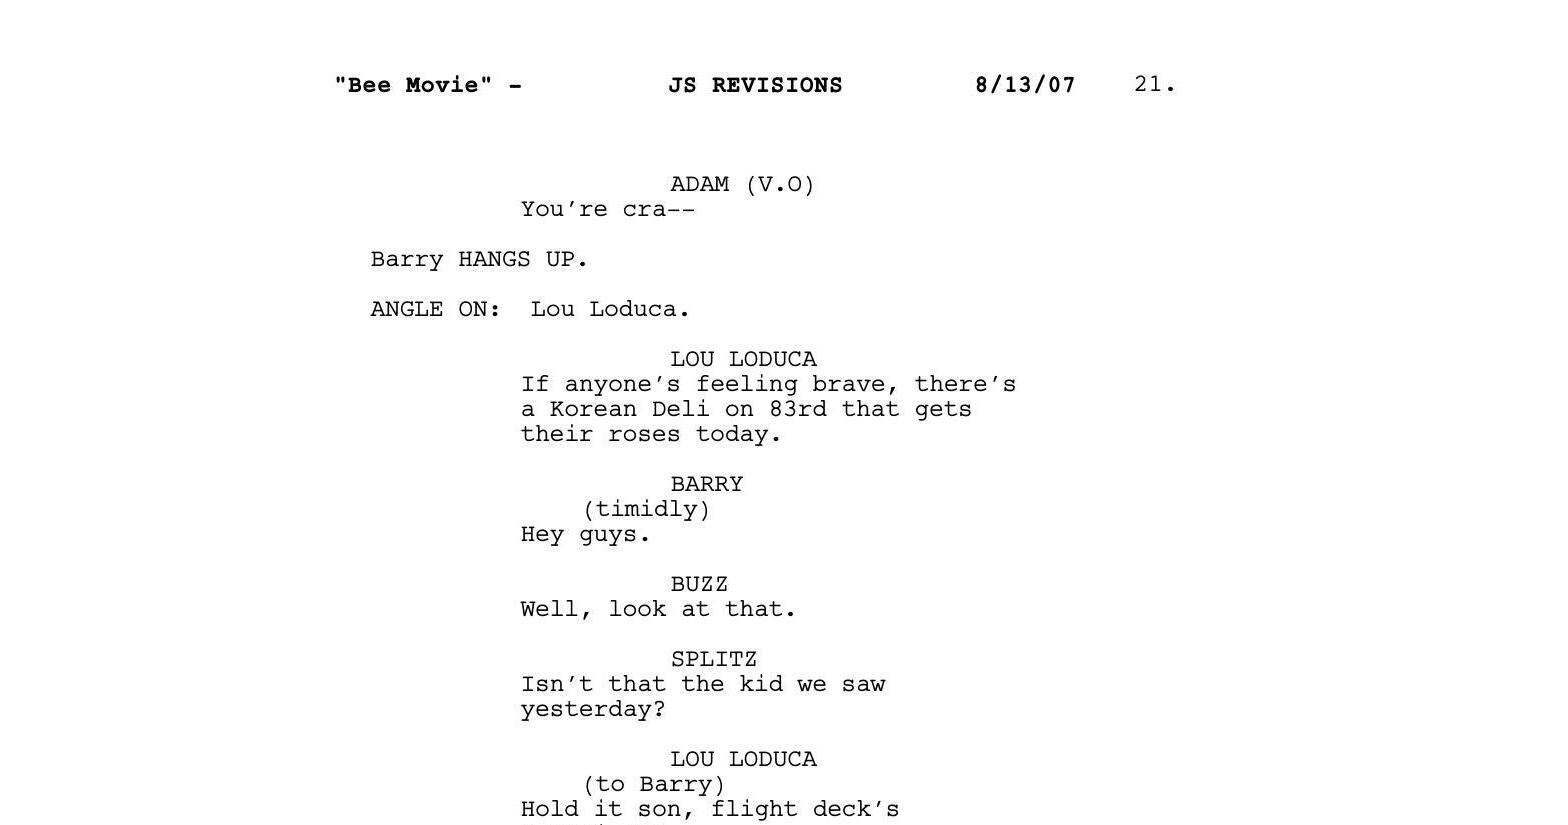 "Bee Movie" - JS REVISIONS 8/13/07 21.
ADAM (V.O)
You're cra--
Barry HANGS UP.
ANGLE ON: Lou Loduca.
LOU LODUCA
If anyone's feeling brave, there's
a Korean Deli on 83rd that gets
their roses today.
BARRY
(timidly)
Hey guys.
BUZZ
Well, look at that.
SPLITZ
Isn't that the kid we saw
yesterday?
LOU LODUCA
(to Barry)
Hold it son, flight deck's